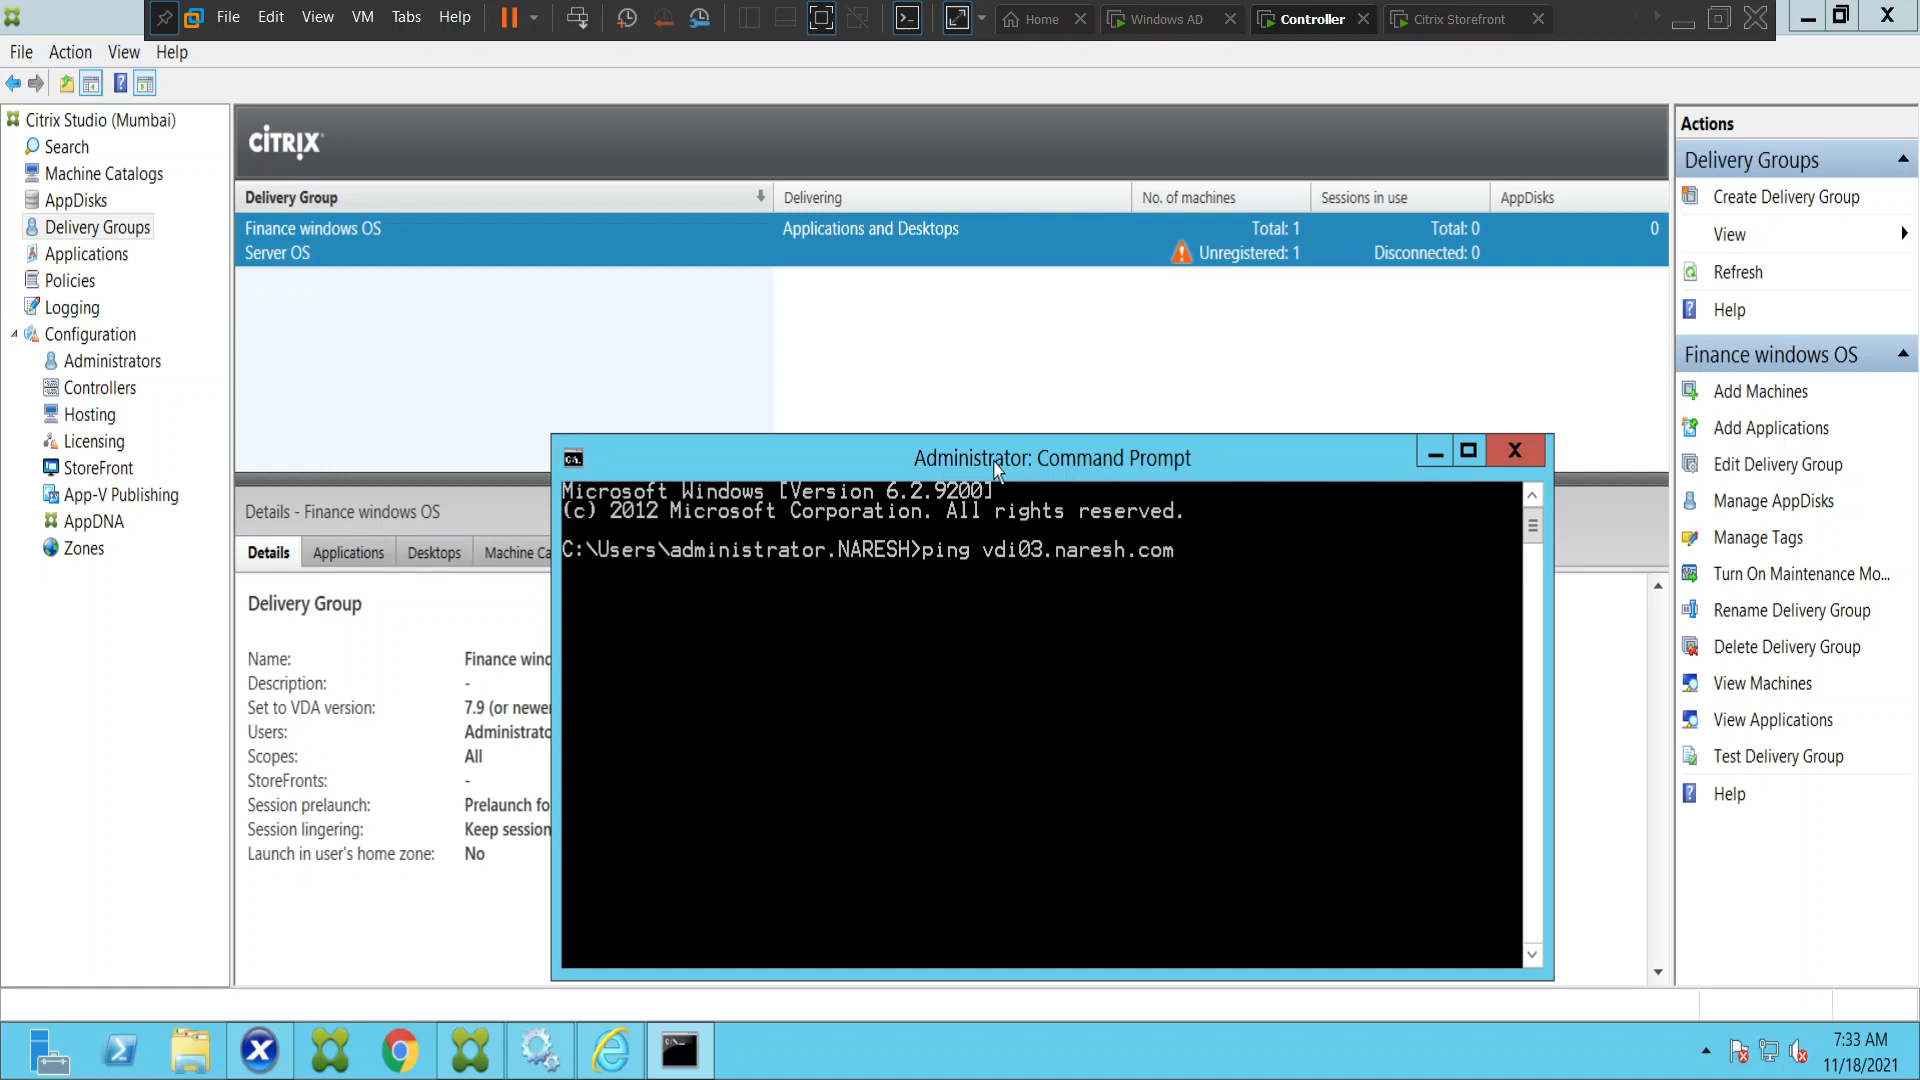 File Edit View VM Tabs Help
Home
Windows AD
Controller
Citrix Storefront
File Action View Help
Citrix Studio (Mumbai)
Search
Machine Catalogs
AppDisks
Delivery Groups
Applications
Policies
Logging
Configuration
Administrators
Controllers
Hosting
Licensing
StoreFront
App-V Publishing
AppDNA
Zones
CİTRIX
Delivery Group Delivering No. of machines Sessions in use AppDisks
Finance windows OS Applications and Desktops Total: 1 Total: 0 0
Server OS Unregistered: 1 Disconnected: 0
Details - Finance windows OS
Details Applications Desktops Machine Ca
Delivery Group
Name: Finance wind
Description: -
Set to VDA version: 7.9 (or newer
Users: Administrato
Scopes: All
StoreFronts: -
Session prelaunch: Prelaunch fo
Session lingering: Keep session
Launch in user's home zone: No
Administrator: Command Prompt
Microsoft Windows [Version 6.2.9200]
(c) 2012 Microsoft Corporation. All rights reserved.
C:\Users\administrator.NARESH>ping vdi03.naresh.com
Actions
Delivery Groups
Create Delivery Group
View
Refresh
Help
Finance windows OS
Add Machines
Add Applications
Edit Delivery Group
Manage AppDisks
Manage Tags
Turn On Maintenance Mo...
Rename Delivery Group
Delete Delivery Group
View Machines
View Applications
Test Delivery Group
Help
7:33 AM
11/18/2021